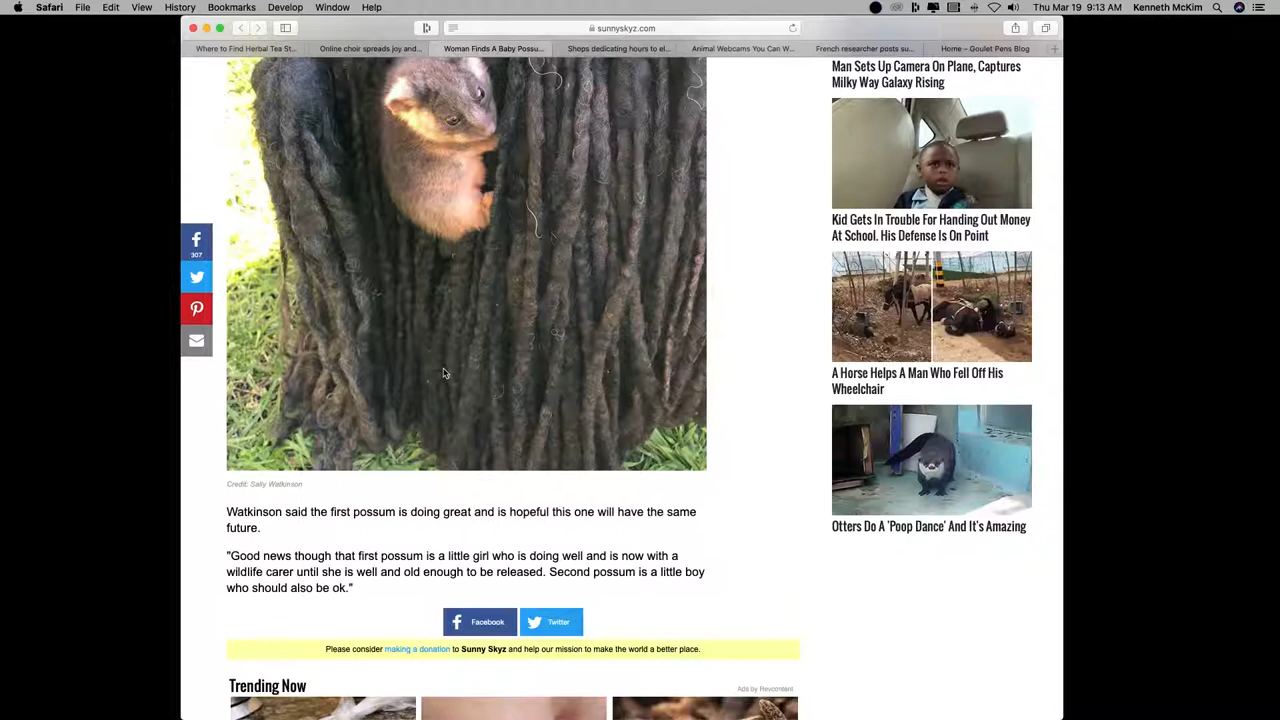 Safari File Edit View History Bookmarks Develop Window Help
Thu Mar 19 9:13 AM Kenneth McKim
sunnyskyz.com
Where to Find Herbal Tea St...
Online choir spreads joy and...
Woman Finds A Baby Possu...
Shops dedicating hours to el...
Animal Webcams You Can W...
French researcher posts su...
Home – Goulet Pens Blog
307
Credit: Sally Watkinson
Watkinson said the first possum is doing great and is hopeful this one will have the same
future.
"Good news though that first possum is a little girl who is doing well and is now with a
wildlife carer until she is well and old enough to be released. Second possum is a little boy
who should also be ok."
Facebook Twitter
Please consider making a donation to Sunny Skyz and help our mission to make the world a better place.
Trending Now
Ads by Revcontent
Man Sets Up Camera On Plane, Captures
Milky Way Galaxy Rising
Kid Gets In Trouble For Handing Out Money
At School. His Defense Is On Point
A Horse Helps A Man Who Fell Off His
Wheelchair
Otters Do A 'Poop Dance' And It's Amazing